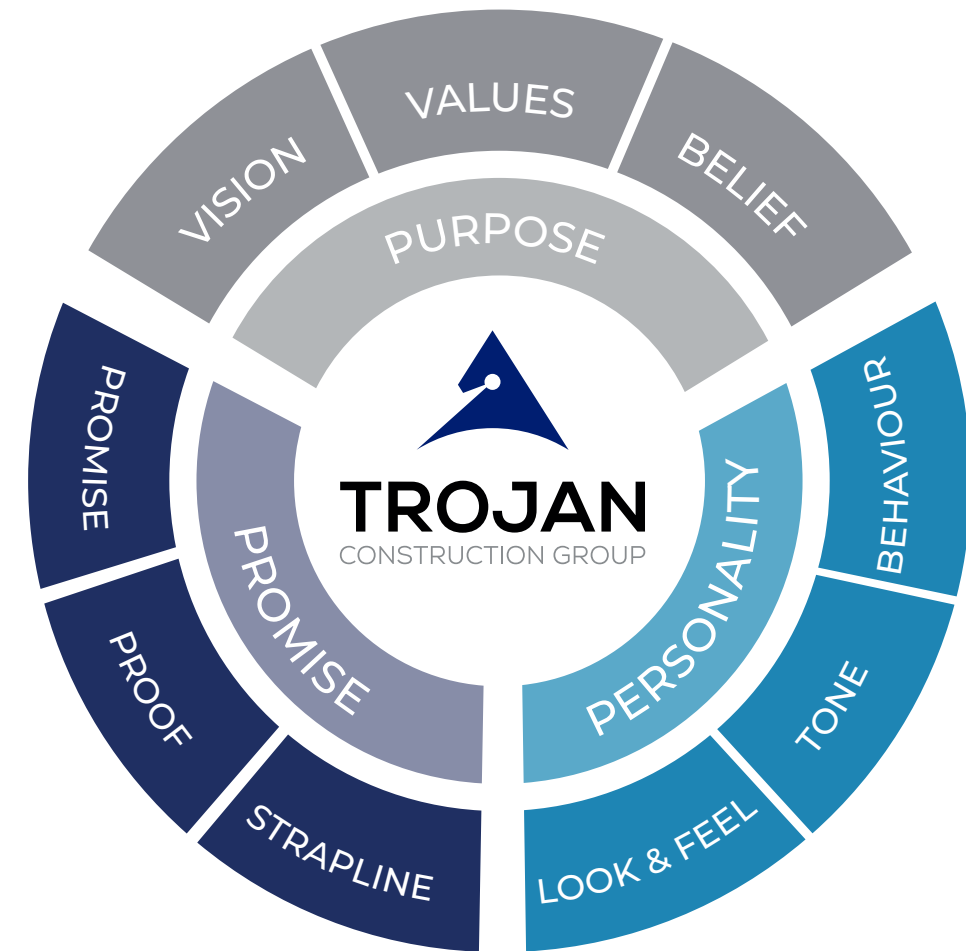 VISION
VALUES
BELIEF
PURPOSE
PROMISE
PROOF
STRAPLINE
PROMISE
TROJAN
CONSTRUCTION GROUP
PERSONALITY
BEHAVIOUR
TONE
LOOK & FEEL